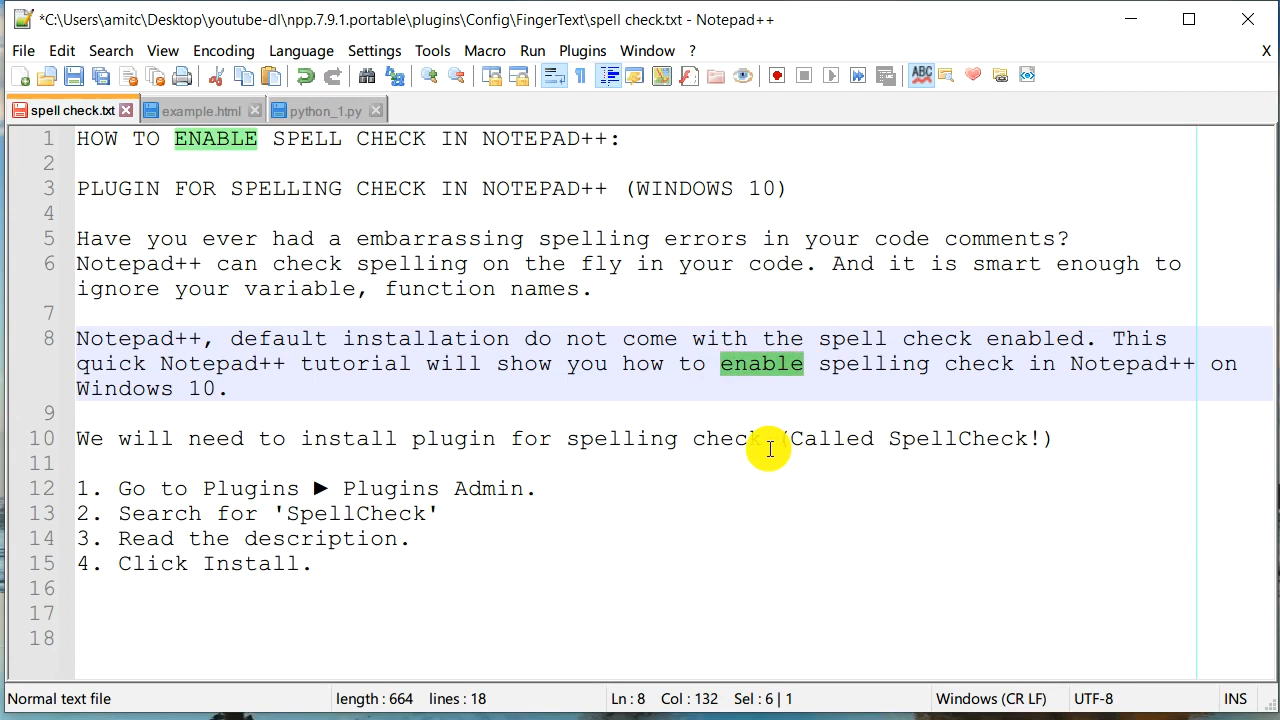 *C:\Users\amitc\Desktop\youtube-dl\npp.7.9.1.portable\plugins\Config\FingerText\spell check.txt - Notepad++
File Edit Search View Encoding Language Settings Tools Macro Run Plugins Window ? X
ABC
spell check.txt example.html python_1.py
1 HOW TO ENABLE SPELL CHECK IN NOTEPAD++:
2
3 PLUGIN FOR SPELLING CHECK IN NOTEPAD++ (WINDOWS 10)
4
5 Have you ever had a embarrassing spelling errors in your code comments?
6 Notepad++ can check spelling on the fly in your code. And it is smart enough to
ignore your variable, function names.
7
8 Notepad++, default installation do not come with the spell check enabled. This
quick Notepad++ tutorial will show you how to enable spelling check in Notepad++ on
Windows 10.
9
10 We will need to install plugin for spelling check (Called SpellCheck!)
11
12 1. Go to Plugins ► Plugins Admin.
13 2. Search for 'SpellCheck'
14 3. Read the description.
15 4. Click Install.
16
17
18
Normal text file length : 664 lines : 18 Ln : 8 Col : 132 Sel : 6 | 1 Windows (CR LF) UTF-8 INS